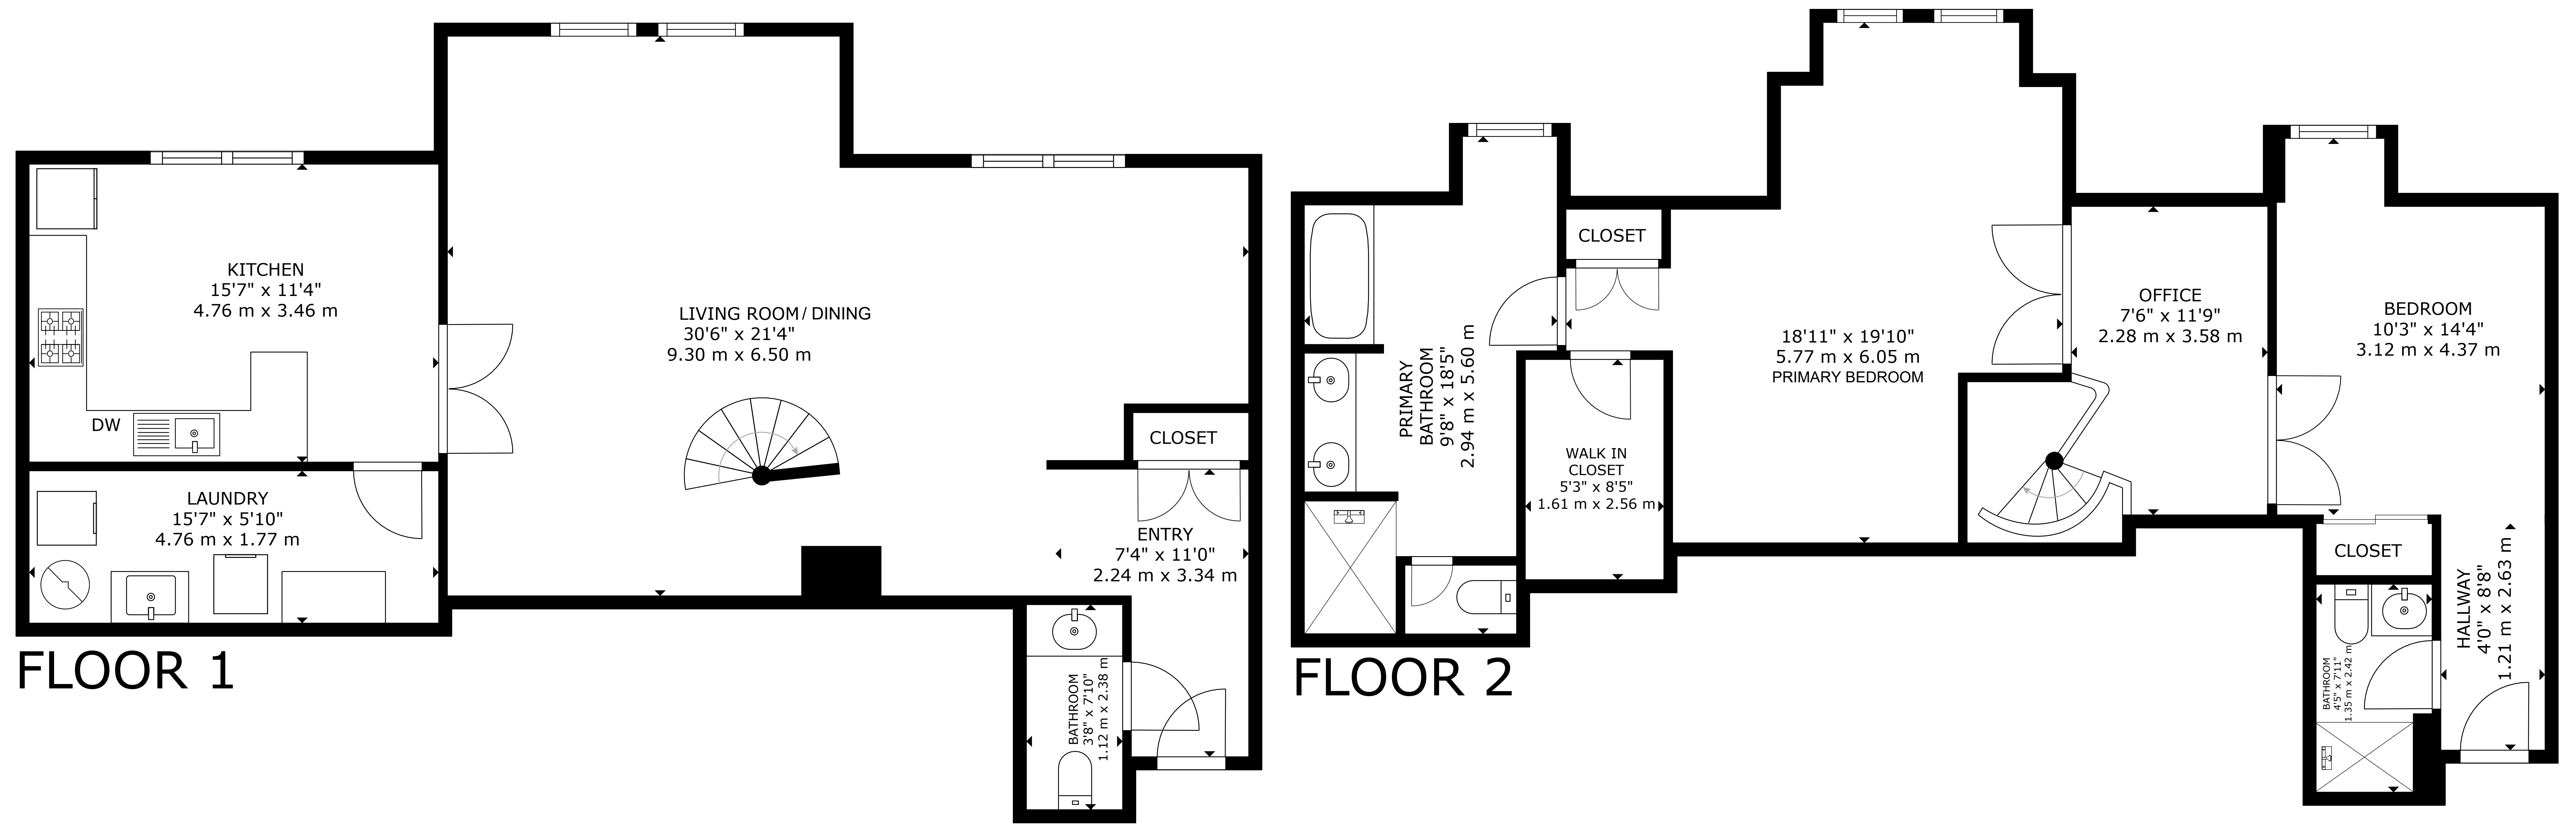 KITCHEN
15'7" x 11'4"
4.76 m x 3.46 m
DW
LAUNDRY
15'7" x 5'10"
4.76 m x 1.77 m
LIVING ROOM / DINING
30'6" x 21'4"
9.30 m x 6.50 m
CLOSET
ENTRY
7'4" x 11'0"
2.24 m x 3.34 m
BATHROOM
3'8" x 7'10"
1.12 m x 2.38 m
FLOOR 1
PRIMARY
BATHROOM
9'8" x 18'5"
2.94 m x 5.60 m
CLOSET
WALK IN
CLOSET
5'3" x 8'5"
1.61 m x 2.56 m
18'11" x 19'10"
5.77 m x 6.05 m
PRIMARY BEDROOM
OFFICE
7'6" x 11'9"
2.28 m x 3.58 m
BEDROOM
10'3" x 14'4"
3.12 m x 4.37 m
CLOSET
HALLWAY
4'0" x 8'8"
1.21 m x 2.63 m
BATHROOM
4'5" x 7'11"
1.35 m x 2.42 m
FLOOR 2